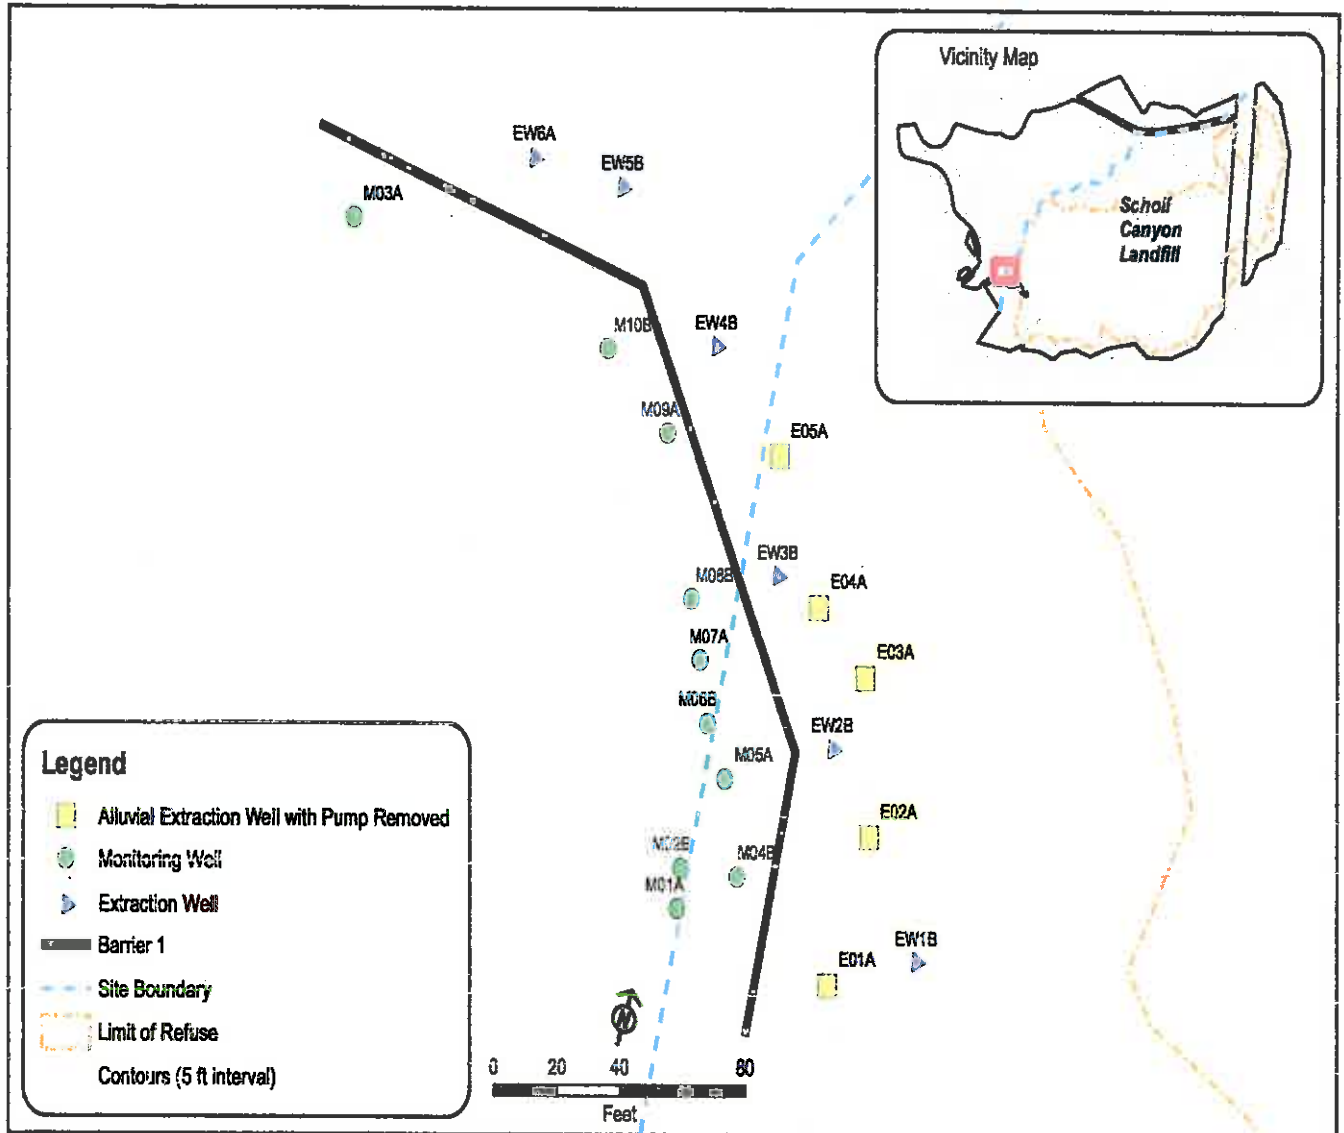 Vicinity Map
Scholl
Canyon
Landfill
EW6A
EW5B
M03A
M10B
EW4B
M09A
E05A
EW3B
M08B
E04A
M07A
E03A
M06B
EW2B
M05A
E02A
M02B
M04B
M01A
EW1B
E01A
N
0 20 40 80
Feet
Legend
Alluvial Extraction Well with Pump Removed
Monitoring Well
Extraction Well
Barrier 1
Site Boundary
Limit of Refuse
Contours (5 ft interval)